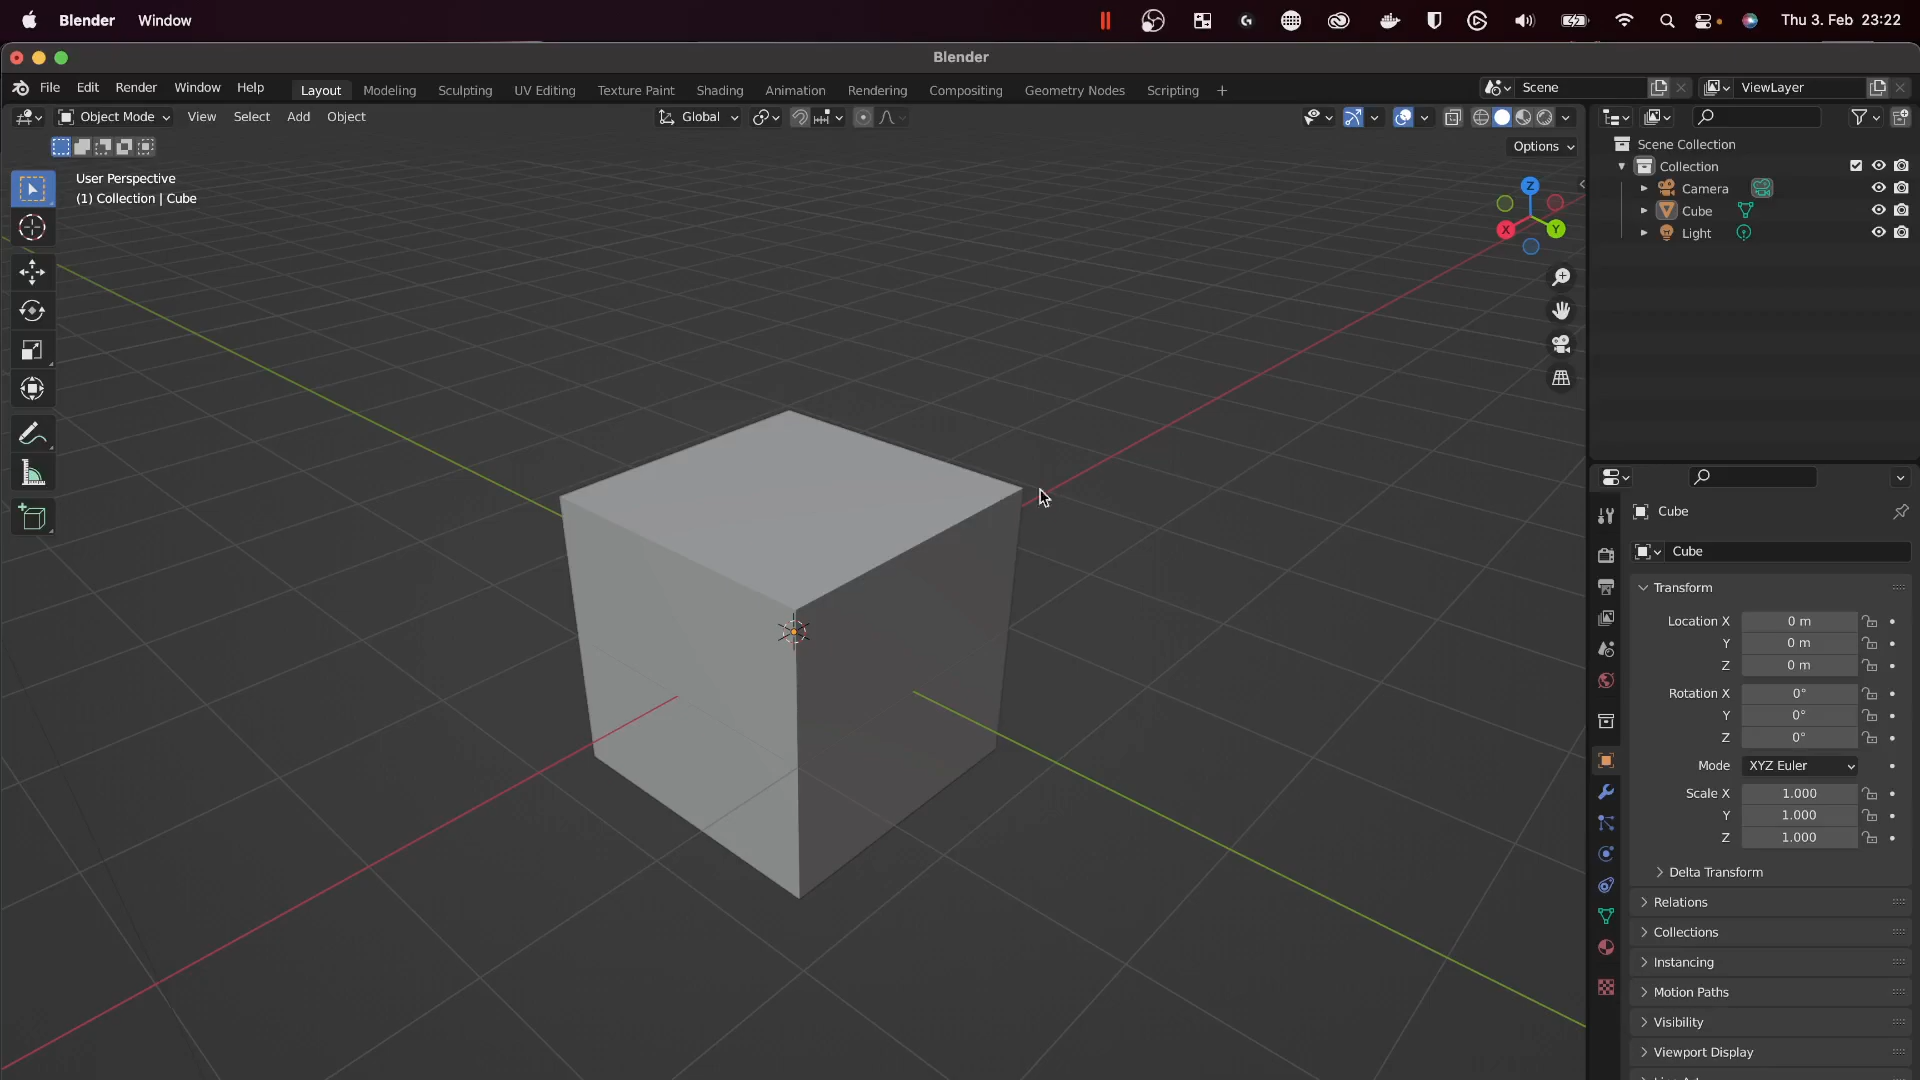 Blender Window Thu 3. Feb 23:22
Blender
File Edit Render Window Help Layout Modeling Sculpting UV Editing Texture Paint Shading Animation Rendering Compositing Geometry Nodes Scripting + Scene ViewLayer
Object Mode View Select Add Object Global
Options
User Perspective
(1) Collection | Cube
Z
X
Y
Scene Collection
Collection
Camera
Cube
Light
Cube
Cube
Transform
Location X 0 m
Y 0 m
Z 0 m
Rotation X 0°
Y 0°
Z 0°
Mode XYZ Euler
Scale X 1.000
Y 1.000
Z 1.000
Delta Transform
Relations
Collections
Instancing
Motion Paths
Visibility
Viewport Display